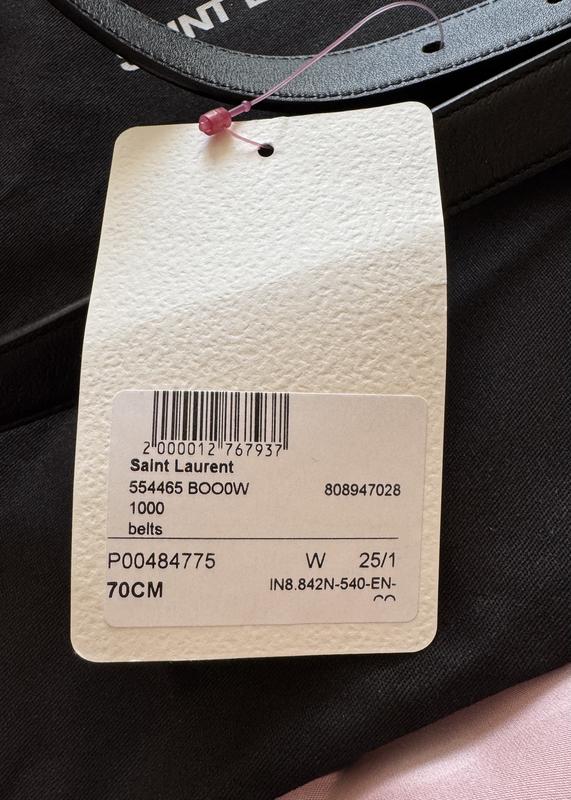 2 000012 767937
Saint Laurent
554465 BOO0W 808947028
1000
belts
P00484775 W 25/1
70CM IN8.842N-540-EN-